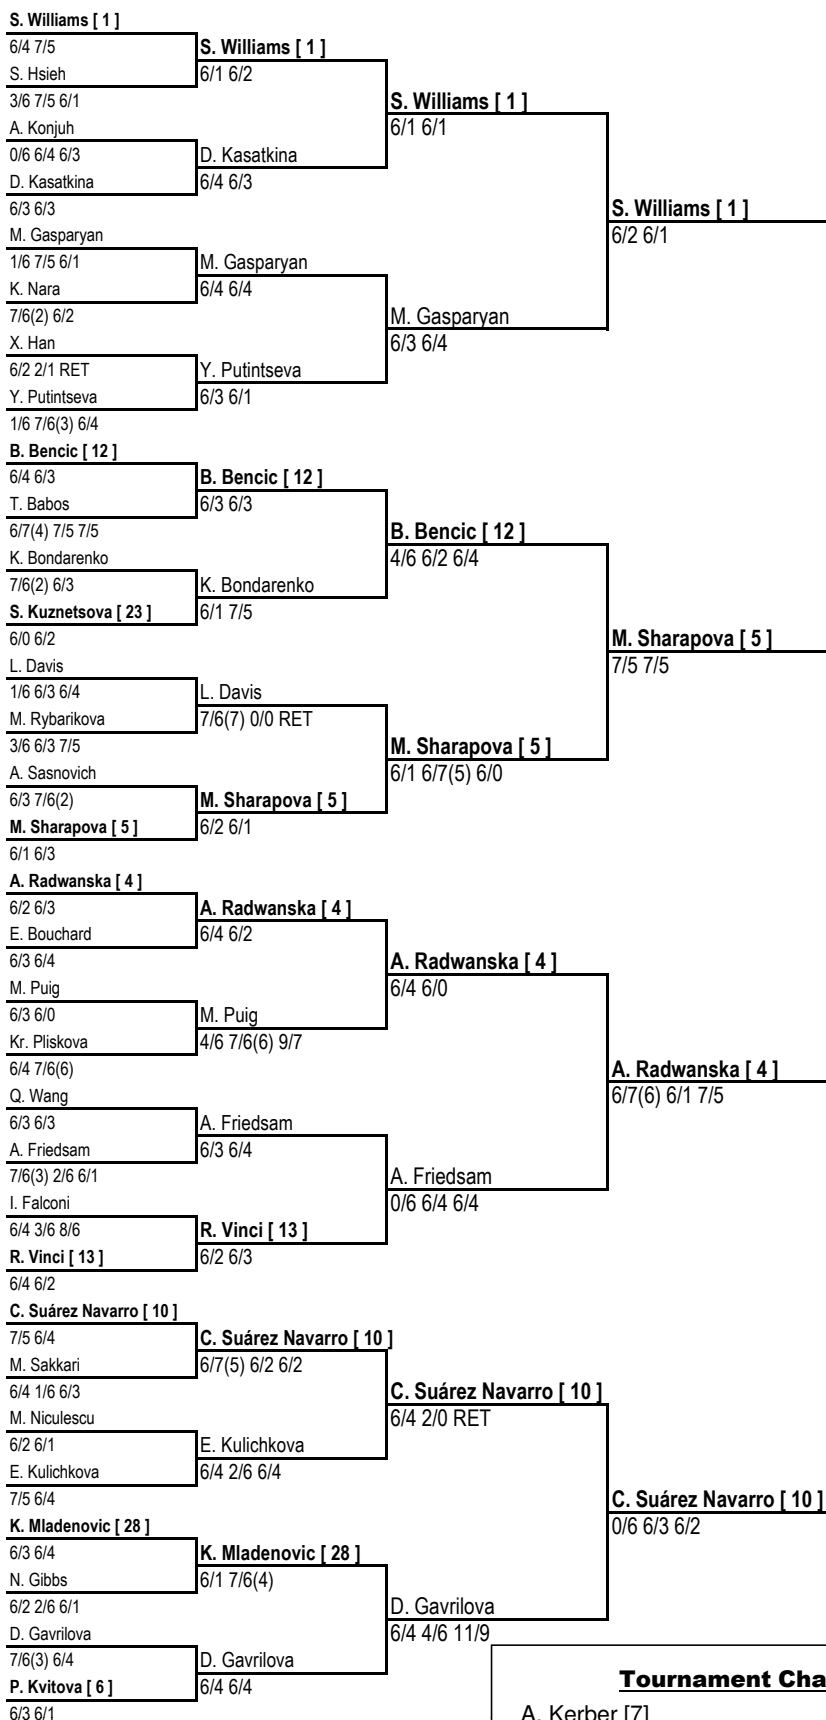 S. Williams [ 1 ]
6/4 7/5
S. Hsieh
3/6 7/5 6/1
A. Konjuh
0/6 6/4 6/3
D. Kasatkina
6/3 6/3
M. Gasparyan
1/6 7/5 6/1
K. Nara
7/6(2) 6/2
X. Han
6/2 2/1 RET
Y. Putintseva
1/6 7/6(3) 6/4
B. Bencic [ 12 ]
6/4 6/3
T. Babos
6/7(4) 7/5 7/5
K. Bondarenko
7/6(2) 6/3
S. Kuznetsova [ 23 ]
6/0 6/2
L. Davis
1/6 6/3 6/4
M. Rybarikova
3/6 6/3 7/5
A. Sasnovich
6/3 7/6(2)
M. Sharapova [ 5 ]
6/1 6/3
A. Radwanska [ 4 ]
6/2 6/3
E. Bouchard
6/3 6/4
M. Puig
6/3 6/0
Kr. Pliskova
6/4 7/6(6)
Q. Wang
6/3 6/3
A. Friedsam
7/6(3) 2/6 6/1
I. Falconi
6/4 3/6 8/6
R. Vinci [ 13 ]
6/4 6/2
C. Suárez Navarro [ 10 ]
7/5 6/4
M. Sakkari
6/4 1/6 6/3
M. Niculescu
6/2 6/1
E. Kulichkova
7/5 6/4
K. Mladenovic [ 28 ]
6/3 6/4
N. Gibbs
6/2 2/6 6/1
D. Gavrilova
7/6(3) 6/4
P. Kvitova [ 6 ]
6/3 6/1
S. Williams [ 1 ]
6/1 6/2
D. Kasatkina
6/4 6/3
M. Gasparyan
6/4 6/4
Y. Putintseva
6/3 6/1
B. Bencic [ 12 ]
6/3 6/3
K. Bondarenko
6/1 7/5
L. Davis
7/6(7) 0/0 RET
M. Sharapova [ 5 ]
6/2 6/1
A. Radwanska [ 4 ]
6/4 6/2
M. Puig
4/6 7/6(6) 9/7
A. Friedsam
6/3 6/4
R. Vinci [ 13 ]
6/2 6/3
C. Suárez Navarro [ 10 ]
6/7(5) 6/2 6/2
E. Kulichkova
6/4 2/6 6/4
K. Mladenovic [ 28 ]
6/1 7/6(4)
D. Gavrilova
6/4 6/4
S. Williams [ 1 ]
6/1 6/1
M. Gasparyan
6/3 6/4
B. Bencic [ 12 ]
4/6 6/2 6/4
M. Sharapova [ 5 ]
6/1 6/7(5) 6/0
A. Radwanska [ 4 ]
6/4 6/0
A. Friedsam
0/6 6/4 6/4
C. Suárez Navarro [ 10 ]
6/4 2/0 RET
D. Gavrilova
6/4 4/6 11/9
S. Williams [ 1 ]
6/2 6/1
M. Sharapova [ 5 ]
7/5 7/5
A. Radwanska [ 4 ]
6/7(6) 6/1 7/5
C. Suárez Navarro [ 10 ]
0/6 6/3 6/2
Tournament Cha
A. Kerber [7]